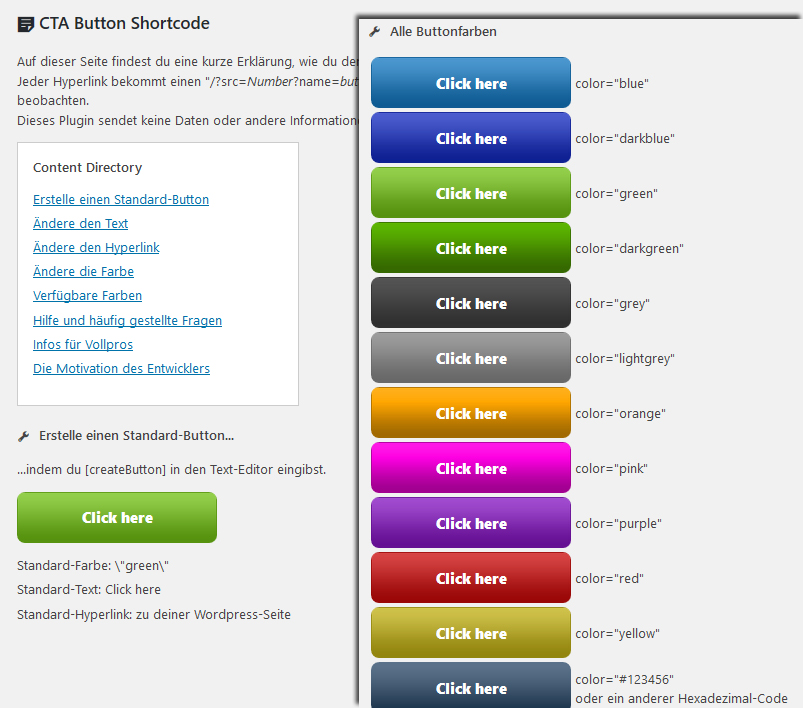 CTA Button Shortcode
Auf dieser Seite findest du eine kurze Erklärung, wie du
Jeder Hyperlink bekommt einen "/?src=Number?name=
beobachten.
Dieses Plugin sendet keine Daten oder andere
Content Directory
Erstelle einen Standard-Button
Ändere den Text
Ändere den Hyperlink
Ändere die Farbe
Verfügbare Farben
Hilfe und häufig gestellte Fragen
Infos für Vollpros
Die Motivation des Entwicklers
Erstelle einen Standard-Button...
...indem du [createButton] in den Text-Editor eingibst.
Click here
Standard-Farbe: \"green\"
Standard-Text: Click here
Standard-Hyperlink: zu deiner Wordpress-Seite
Alle Buttonfarben
Click here color="blue"
Click here color="darkblue"
Click here color="green"
Click here color="darkgreen"
Click here color="grey"
Click here color="lightgrey"
Click here color="orange"
Click here color="pink"
Click here color="purple"
Click here color="red"
Click here color="yellow"
Click here color="#123456"
oder ein anderer Hexadezimal-Code